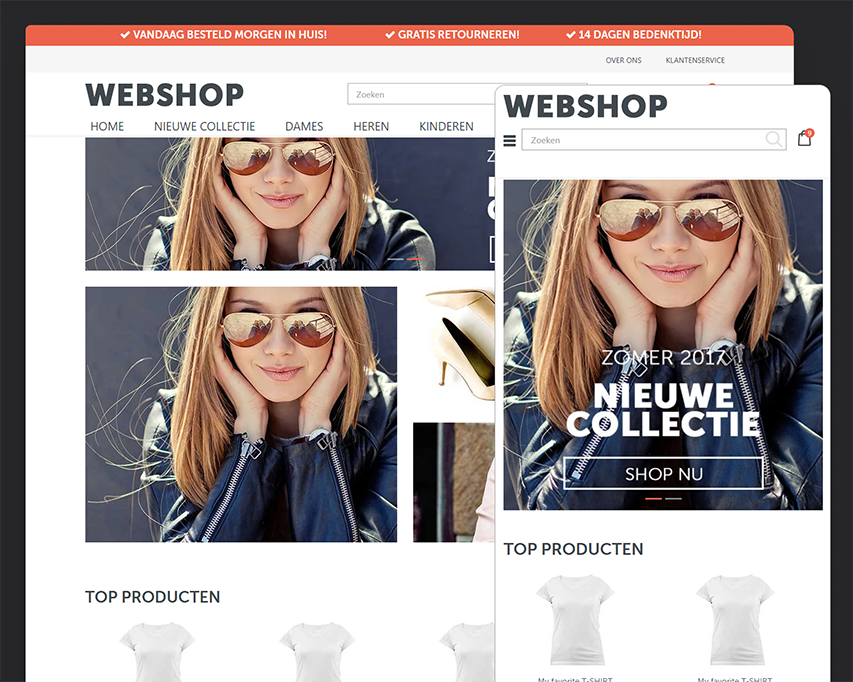 VANDAAG BESTELD MORGEN IN HUIS! GRATIS RETOURNEREN! 14 DAGEN BEDENKTIJD!
OVER ONS KLANTENSERVICE
WEBSHOP
Zoeken
HOME NIEUWE COLLECTIE DAMES HEREN KINDEREN
TOP PRODUCTEN
WEBSHOP
Zoeken
9
ZOMER 2017
NIEUWE
COLLECTIE
SHOP NU
TOP PRODUCTEN
My favorite T-SHIRT My favorite T-SHIRT